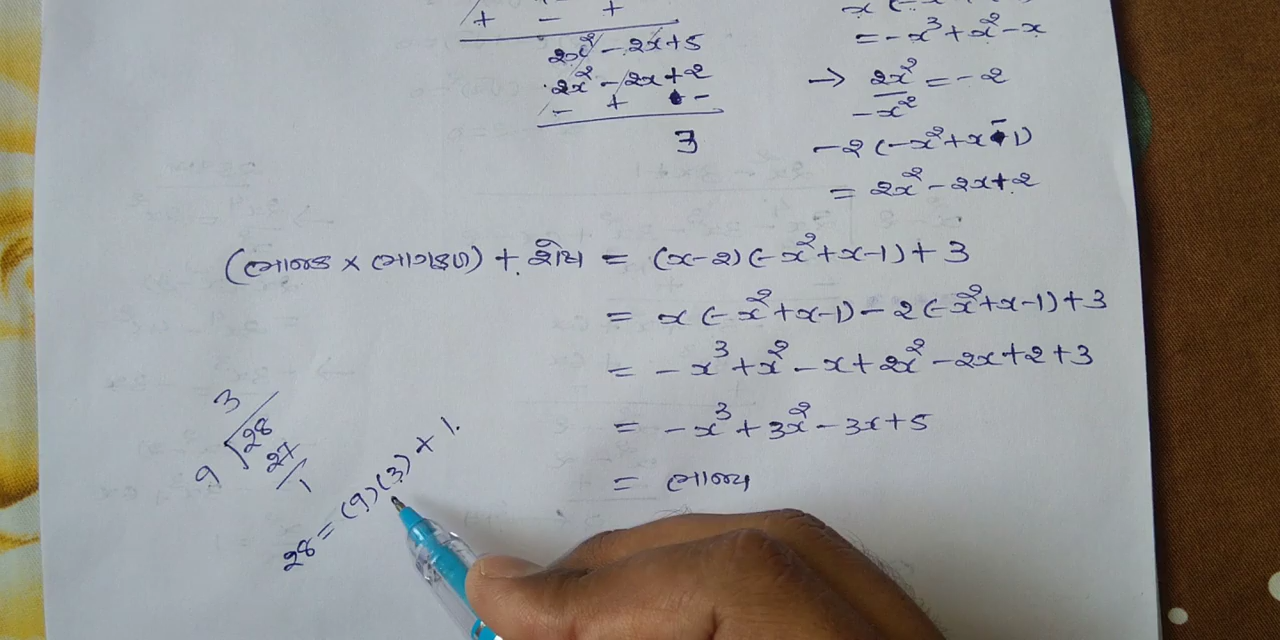 + − +
2x² − 2x + 5
2x² − 2x + 2
− + −
3
= −x³ + x² − x
→ 2x² / −x² = −2
−2 (−x² + x − 1)
= 2x² − 2x + 2
(ભાજક × ભાગફળ) + શેષ = (x−2) (−x² + x − 1) + 3
= x (−x² + x − 1) − 2 (−x² + x − 1) + 3
= −x³ + x² − x + 2x² − 2x + 2 + 3
= −x³ + 3x² − 3x + 5
= ભાજ્ય
3
9 28
27
1
28 = (9) (3) + 1.